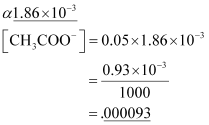 α1.86×10⁻³
[CH₃COO⁻] = 0.05×1.86×10⁻³
= 0.93×10⁻³
1000
= .000093